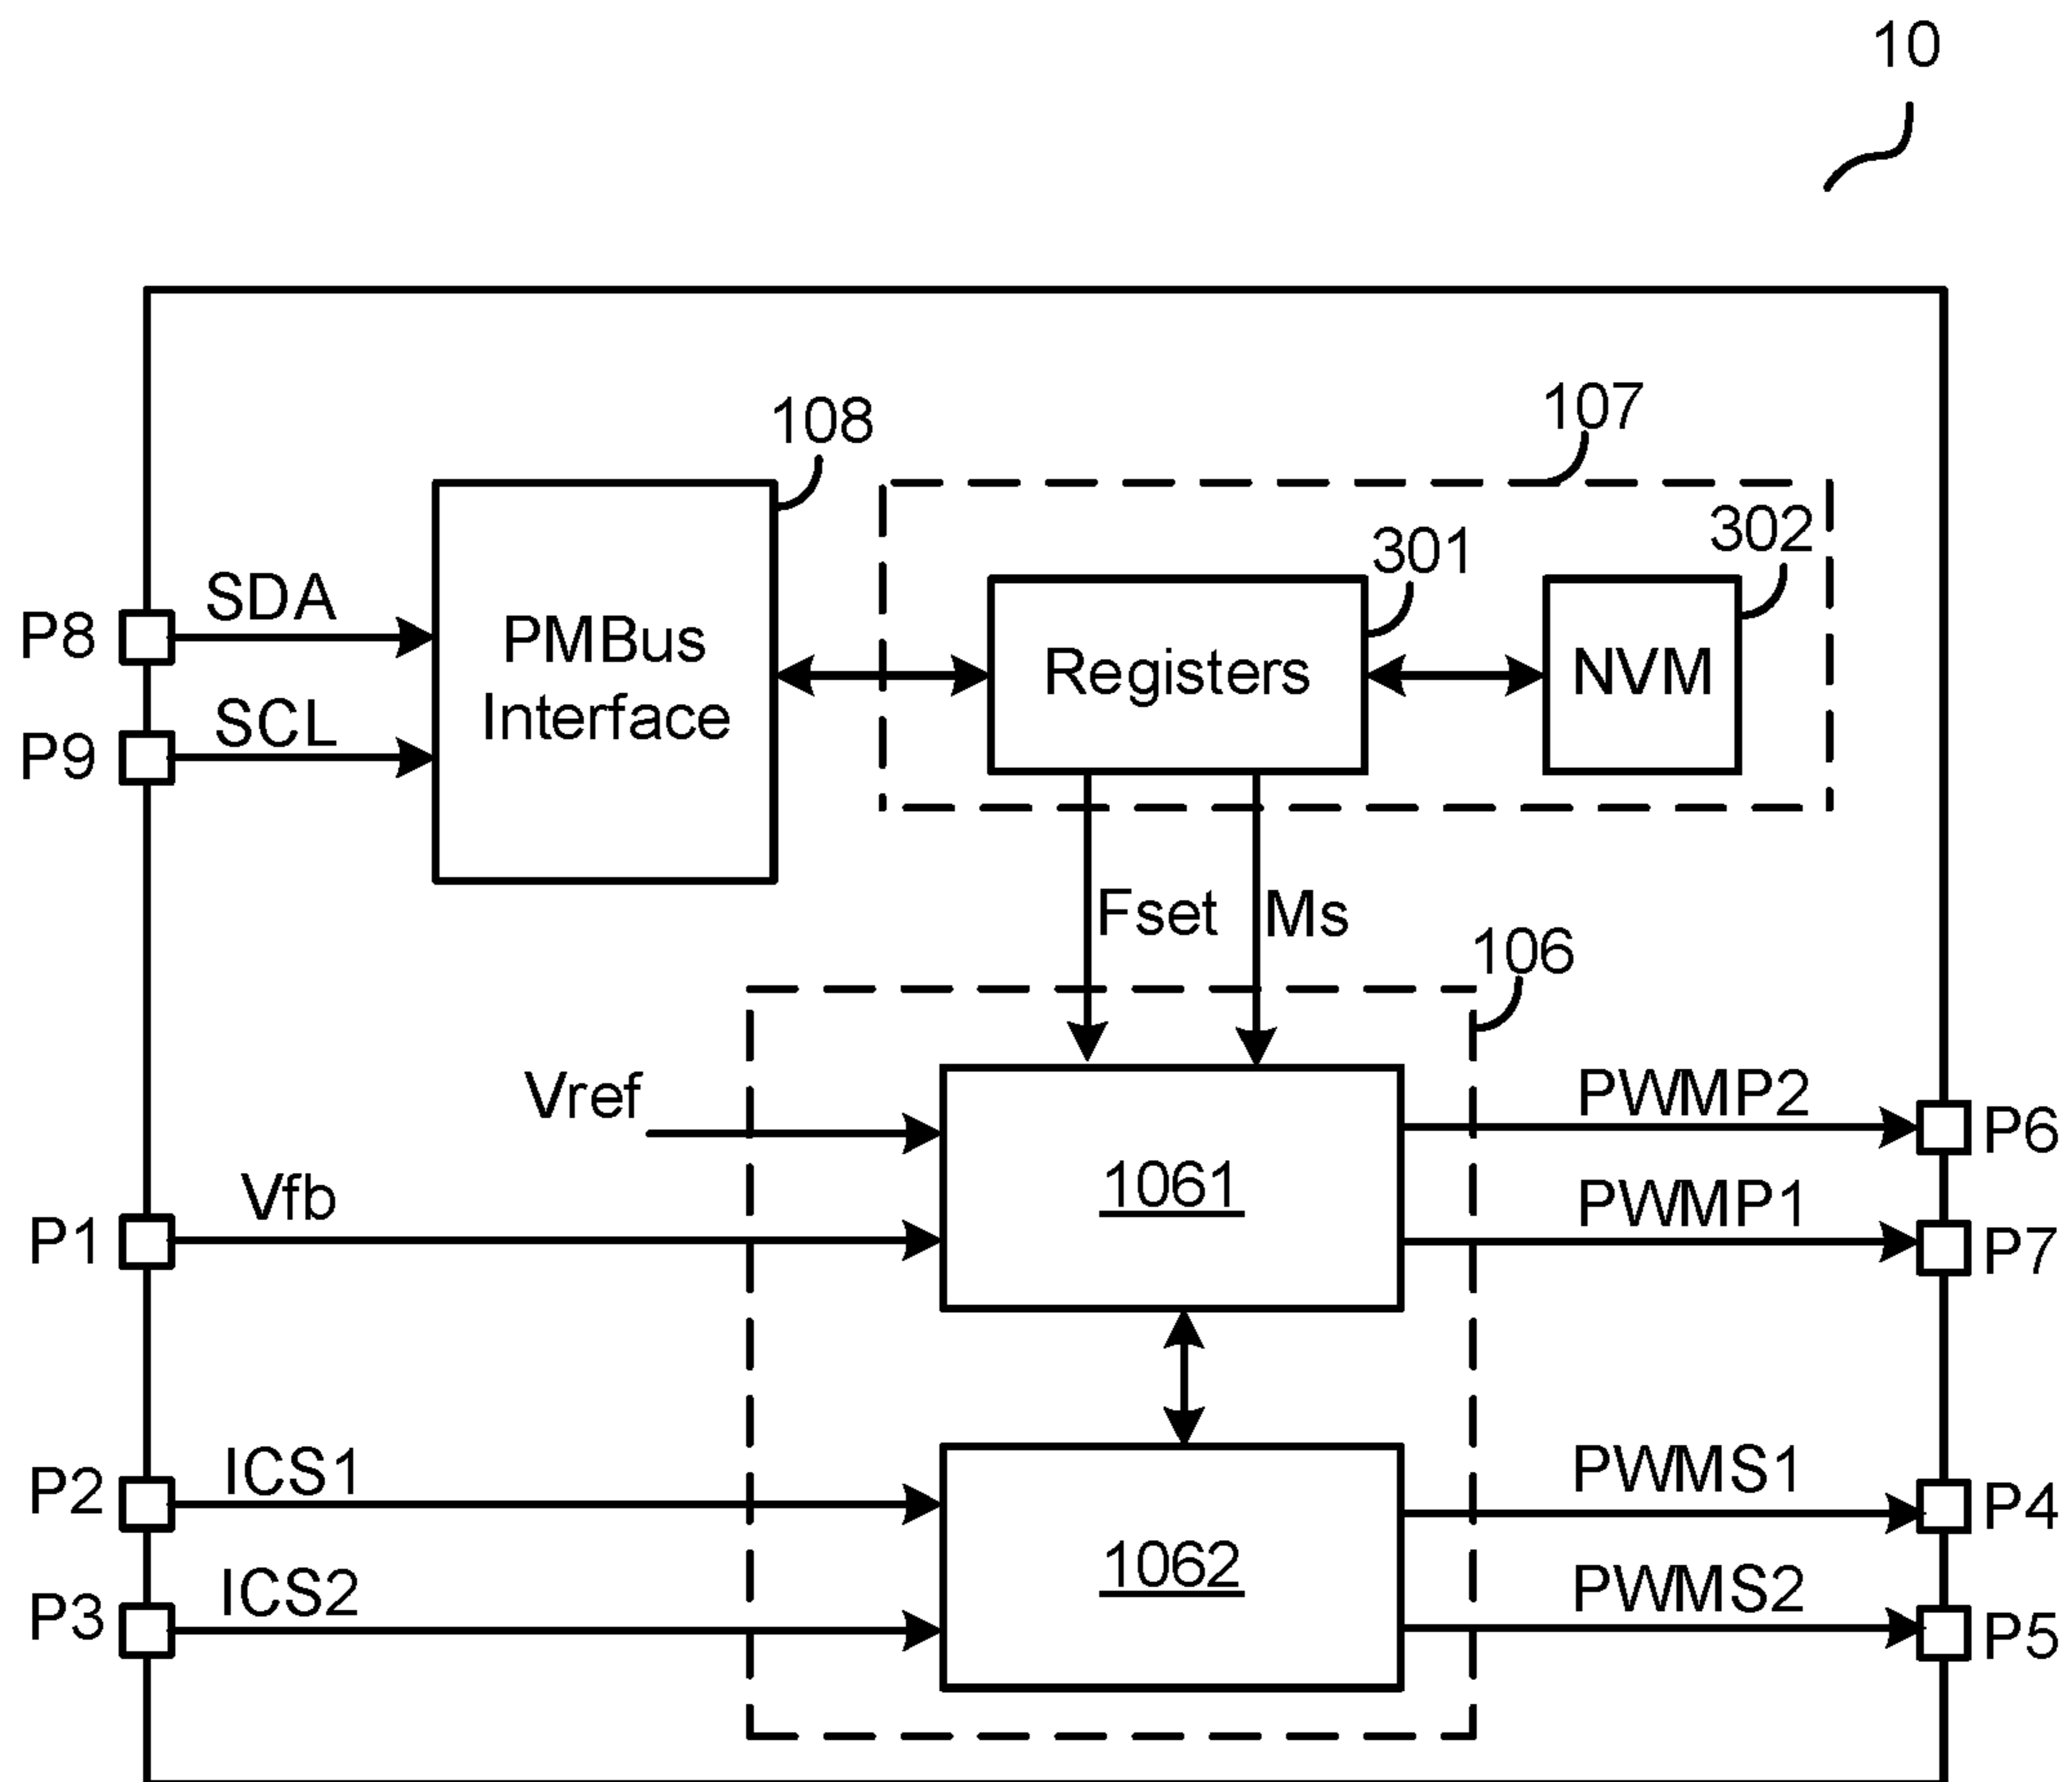 10
108
107
301
302
P8
SDA
PMBus
Interface
Registers
NVM
P9
SCL
Fset
Ms
106
Vref
PWMP2
P6
P1
Vfb
1061
PWMP1
P7
P2
ICS1
PWMS1
P4
P3
ICS2
1062
PWMS2
P5